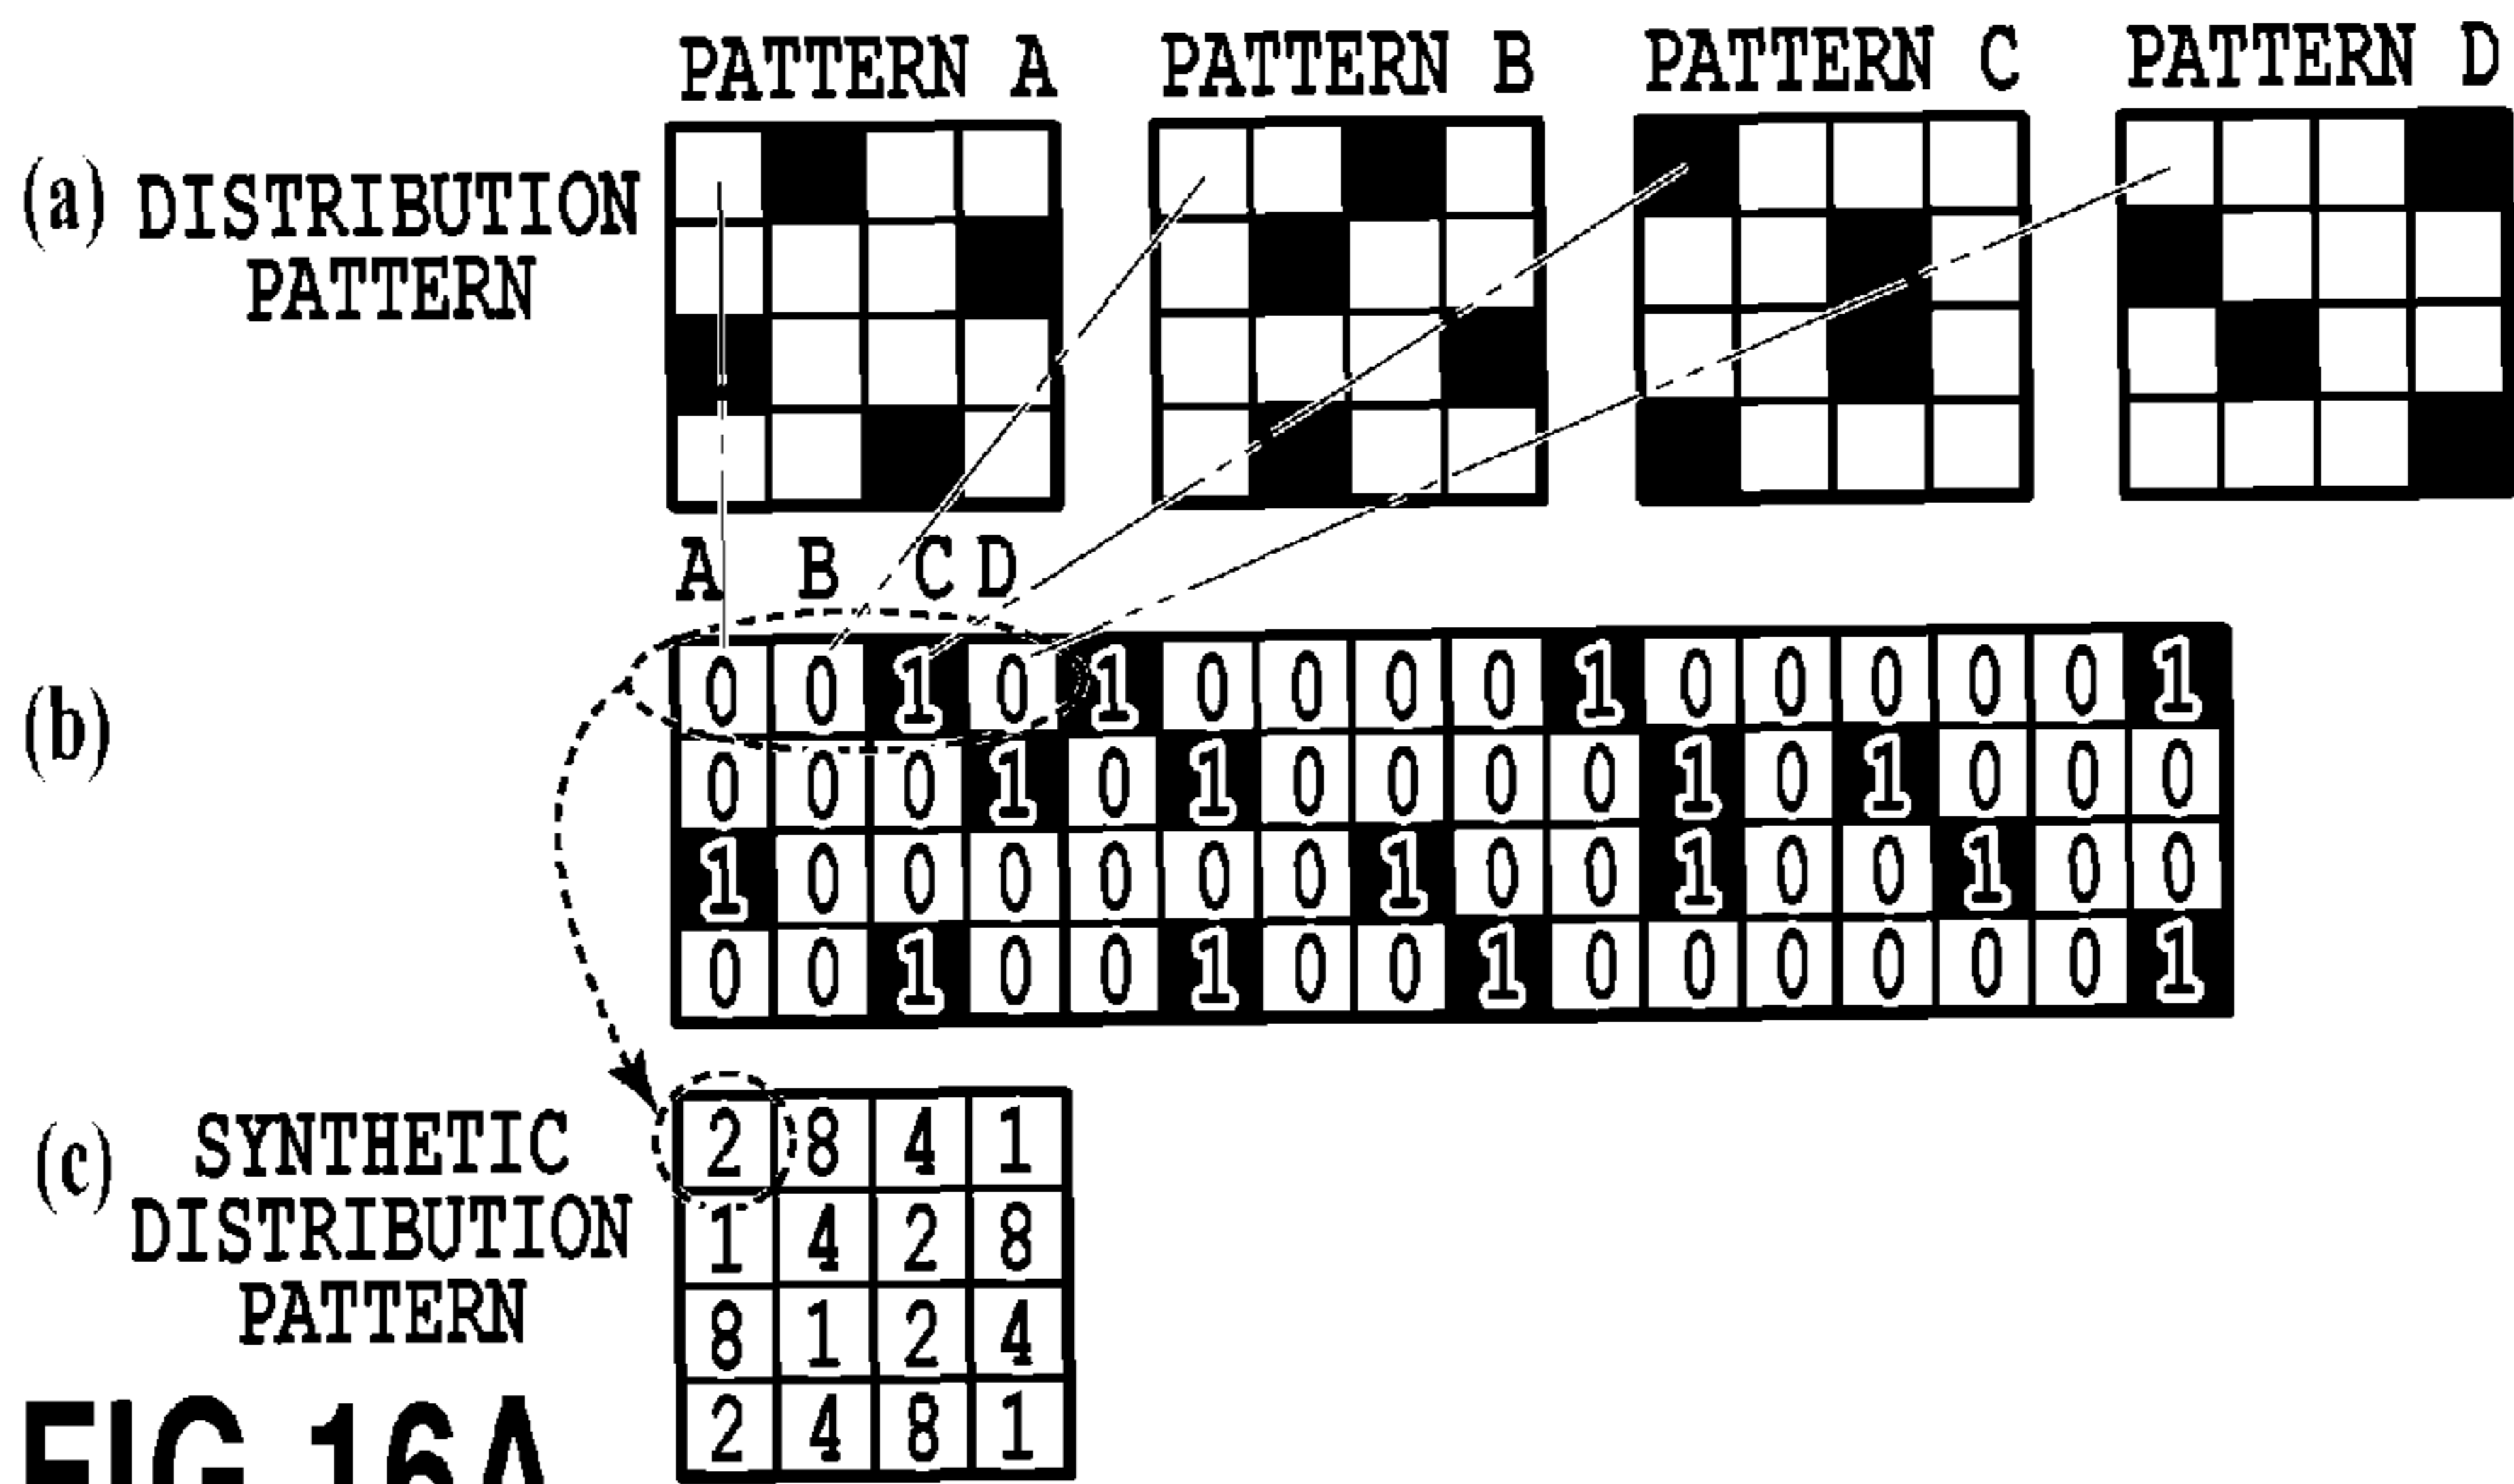 PATTERN A PATTERN B PATTERN C PATTERN D
(a) DISTRIBUTION
PATTERN
A B C D
(b)
0 0 1 0 1 0 0 0 0 1 0 0 0 0 0 1
0 0 0 1 0 1 0 0 0 0 1 0 1 0 0 0
1 0 0 0 0 0 0 1 0 0 1 0 0 1 0 0
0 0 1 0 0 1 0 0 1 0 0 0 0 0 0 1
(c) SYNTHETIC
DISTRIBUTION
PATTERN
2 8 4 1
1 4 2 8
8 1 2 4
2 4 8 1
FIG.16A